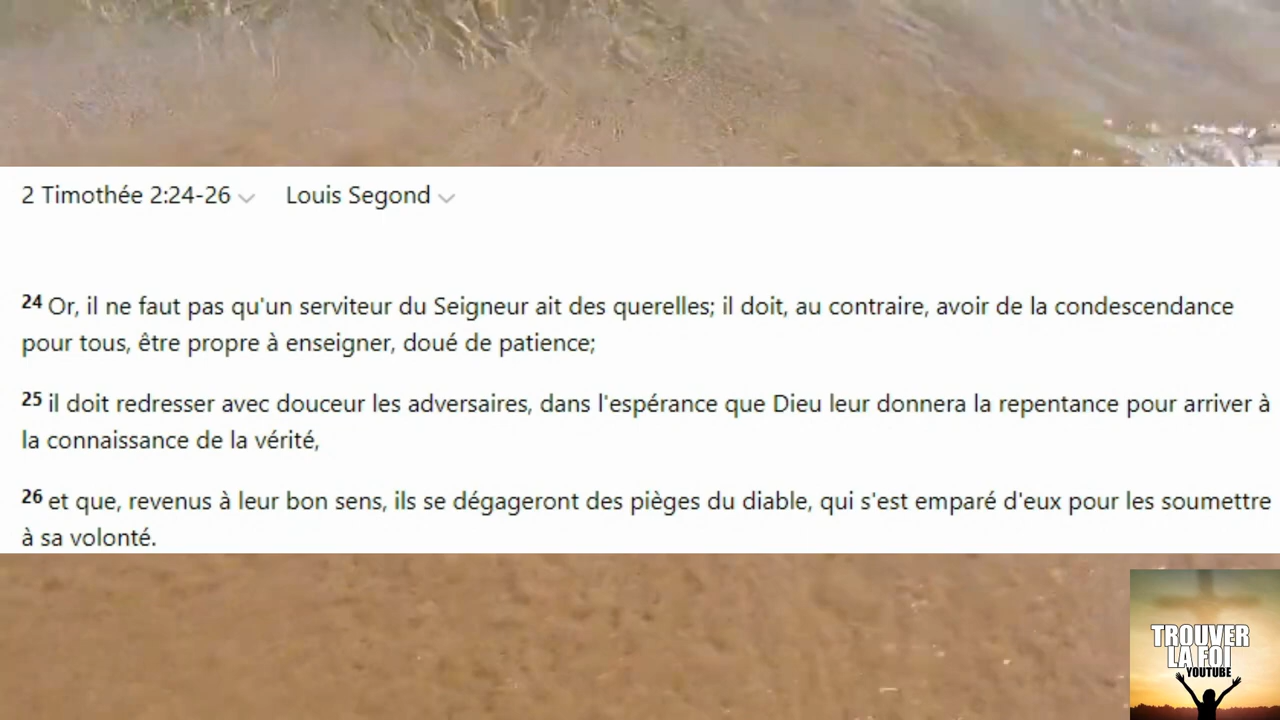 2 Timothée 2:24-26 Louis Segond
24 Or, il ne faut pas qu'un serviteur du Seigneur ait des querelles; il doit, au contraire, avoir de la condescendance
pour tous, être propre à enseigner, doué de patience;
25 il doit redresser avec douceur les adversaires, dans l'espérance que Dieu leur donnera la repentance pour arriver à
la connaissance de la vérité,
26 et que, revenus à leur bon sens, ils se dégageront des pièges du diable, qui s'est emparé d'eux pour les soumettre
à sa volonté.
TROUVER
LA FOI
YOUTUBE